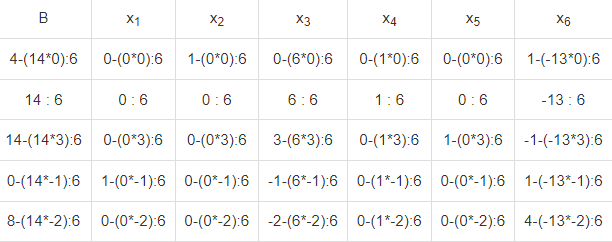 B x1 x2 x3 x4 x5 x6
4-(14*0):6 0-(0*0):6 1-(0*0):6 0-(6*0):6 0-(1*0):6 0-(0*0):6 1-(-13*0):6
14 : 6 0 : 6 0 : 6 6 : 6 1 : 6 0 : 6 -13 : 6
14-(14*3):6 0-(0*3):6 0-(0*3):6 3-(6*3):6 0-(1*3):6 1-(0*3):6 -1-(-13*3):6
0-(14*-1):6 1-(0*-1):6 0-(0*-1):6 -1-(6*-1):6 0-(1*-1):6 0-(0*-1):6 1-(-13*-1):6
8-(14*-2):6 0-(0*-2):6 0-(0*-2):6 -2-(6*-2):6 0-(1*-2):6 0-(0*-2):6 4-(-13*-2):6